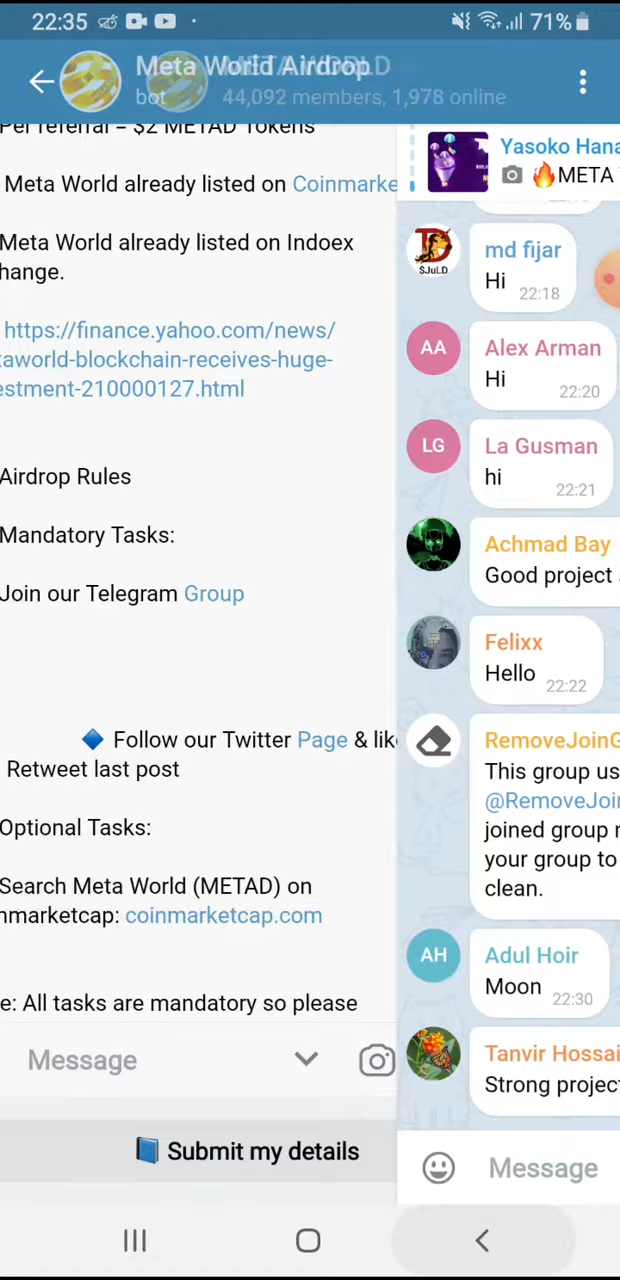 22:35
71%
Meta World Airdrop
META WORLD
bot
44,092 members, 1,978 online
Per referral = $2 METAD Tokens
Meta World already listed on Coinmarke
Meta World already listed on Indoex
hange.
https://finance.yahoo.com/news/
taworld-blockchain-receives-huge-
estment-210000127.html
Airdrop Rules
Mandatory Tasks:
Join our Telegram Group
Follow our Twitter Page & lik
Retweet last post
Optional Tasks:
Search Meta World (METAD) on
nmarketcap: coinmarketcap.com
e: All tasks are mandatory so please
Message
Submit my details
Yasoko Hana
META
$JuLD
md fijar
Hi
22:18
AA
Alex Arman
Hi
22:20
LG
La Gusman
hi
22:21
Achmad Bay
Good project
Felixx
Hello
22:22
RemoveJoinG
This group us
@RemoveJoin
joined group
your group to
clean.
AH
Adul Hoir
Moon
22:30
Tanvir Hossai
Strong project
Message